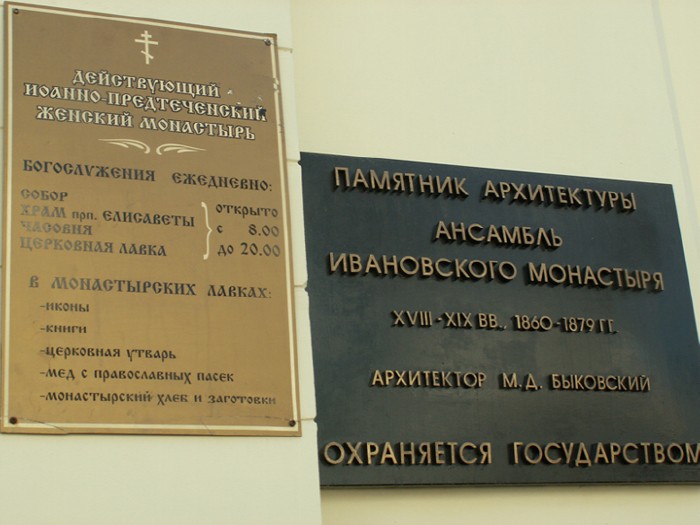 ДЕЙСТВУЮЩИЙ
ИОАННО-ПРЕДТЕЧЕНСКИЙ
ЖЕНСКИЙ МОНАСТЫРЬ
БОГОСЛУЖЕНИЯ ЕЖЕДНЕВНО:
СОБОР
ХРАМ прп. ЕЛИСАВЕТЫ
ЧАСОВНЯ
ЦЕРКОВНАЯ ЛАВКА
ОТКРЫТО
С 8.00
ДО 20.00
В МОНАСТЫРСКИХ ЛАВКАХ:
-ИКОНЫ
-КНИГИ
-ЦЕРКОВНАЯ УТВАРЬ
-МЕД С ПРАВОСЛАВНЫХ ПАСЕК
-МОНАСТЫРСКИЙ ХЛЕБ И ЗАГОТОВКИ
ПАМЯТНИК АРХИТЕКТУРЫ
АНСАМБЛЬ
ИВАНОВСКОГО МОНАСТЫРЯ
XVIII-XIX ВВ., 1860-1879 ГГ.
АРХИТЕКТОР М.Д. БЫКОВСКИЙ
ОХРАНЯЕТСЯ ГОСУДАРСТВОМ